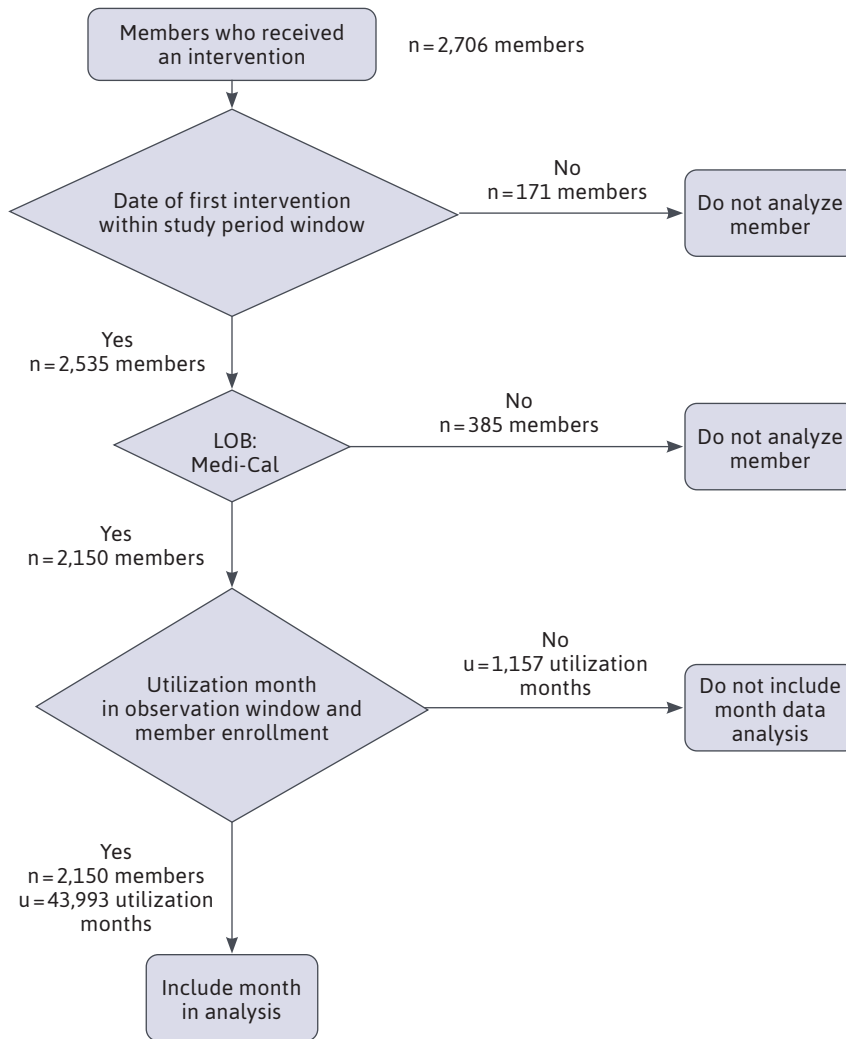 Members who received
an intervention
n=2,706 members
Date of first intervention
within study period window
No
n=171 members
Do not analyze
member
Yes
n=2,535 members
LOB:
Medi-Cal
No
n=385 members
Do not analyze
member
Yes
n=2,150 members
Utilization month
in observation window and
member enrollment
No
u=1,157 utilization
months
Do not include
month data
analysis
Yes
n=2,150 members
u=43,993 utilization
months
Include month
in analysis